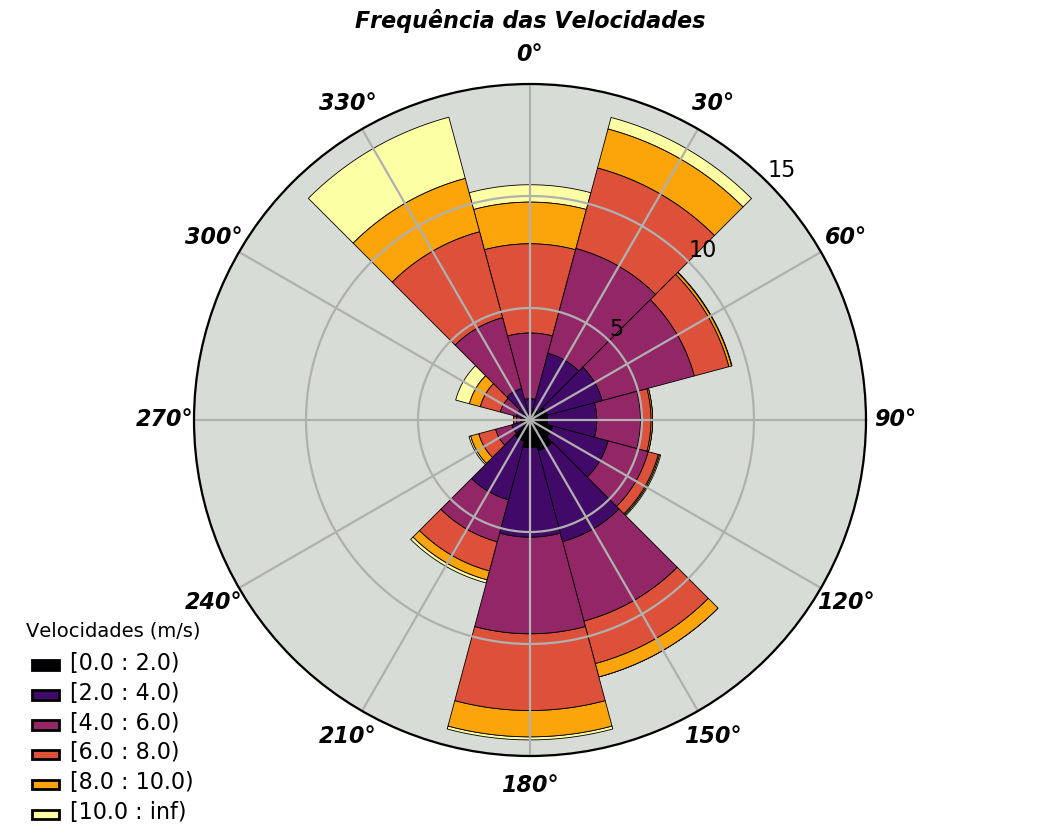 Frequência das Velocidades
0°
330°
30°
15
300°
60°
10
5
270°
90°
240°
120°
210°
150°
180°
Velocidades (m/s)
[0.0 : 2.0)
[2.0 : 4.0)
[4.0 : 6.0)
[6.0 : 8.0)
[8.0 : 10.0)
[10.0 : inf)